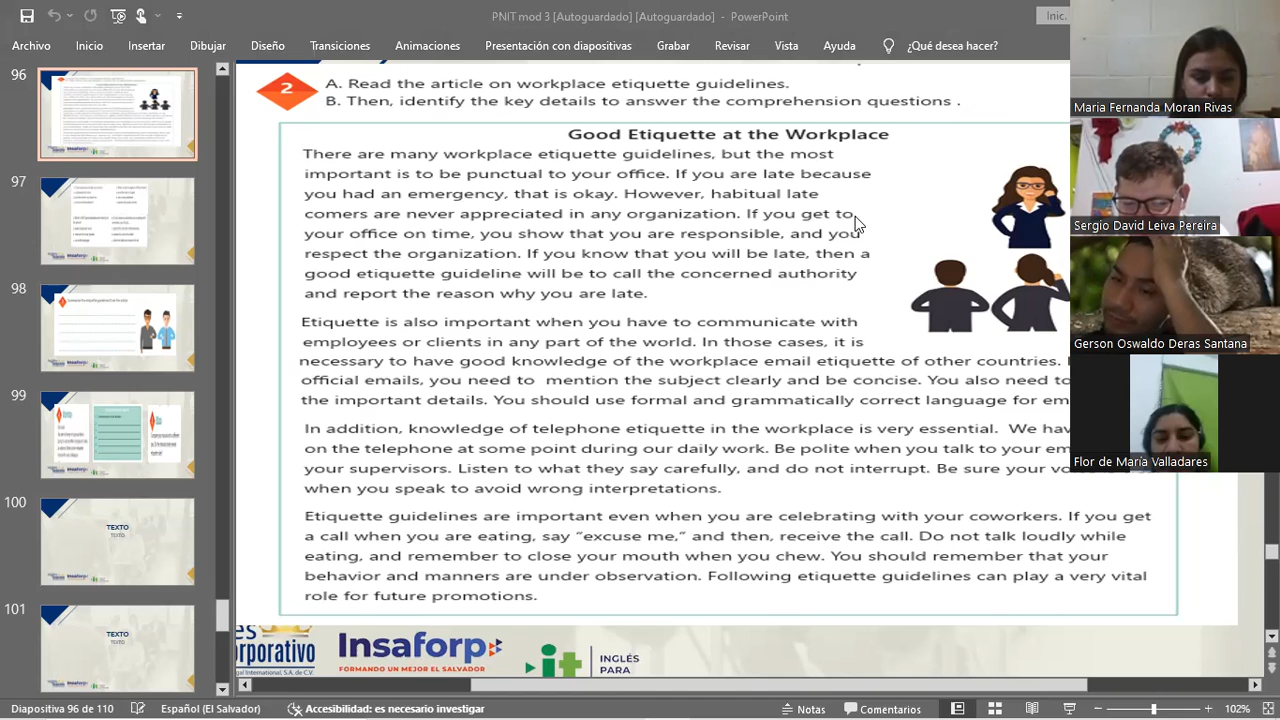 PNIT mod 3 [Autoguardado] [Autoguardado] - PowerPoint
Inic.
Archivo Inicio Insertar Dibujar Diseño Transiciones Animaciones Presentación con diapositivas Grabar Revisar Vista Ayuda ¿Qué desea hacer?
96
97
98
99
100
TEXTO
TEXTO
101
TEXTO
TEXTO
2
A. Read the article of workplace etiquette guidelines.
B. Then, identify the key details to answer the comprehension questions .
Good Etiquette at the Workplace
There are many workplace etiquette guidelines, but the most
important is to be punctual to your office. If you are late because
you had an emergency, that is okay. However, habitual late
comers are never appreciated in any organization. If you get to
your office on time, you show that you are responsible and you
respect the organization. If you know that you will be late, then a
good etiquette guideline will be to call the concerned authority
and report the reason why you are late.
Etiquette is also important when you have to communicate with
employees or clients in any part of the world. In those cases, it is
necessary to have good knowledge of the workplace email etiquette of other countries.
official emails, you need to mention the subject clearly and be concise. You also need to
the important details. You should use formal and grammatically correct language for em
In addition, knowledge of telephone etiquette in the workplace is very essential. We hav
on the telephone at some point during our daily work. Be polite when you talk to your em
your supervisors. Listen to what they say carefully, and do not interrupt. Be sure your vo
when you speak to avoid wrong interpretations.
Etiquette guidelines are important even when you are celebrating with your coworkers. If you get
a call when you are eating, say “excuse me,” and then, receive the call. Do not talk loudly while
eating, and remember to close your mouth when you chew. You should remember that your
behavior and manners are under observation. Following etiquette guidelines can play a very vital
role for future promotions.
es
orporativo
gal International, S.A. de C.V.
Insaforp
FORMANDO UN MEJOR EL SALVADOR
it
INGLÉS
PARA
Maria Fernanda Moran Rivas
Sergio David Leiva Pereira
Gerson Oswaldo Deras Santana
Flor de María Valladares
Diapositiva 96 de 110 Español (El Salvador) Accesibilidad: es necesario investigar Notas Comentarios 102%